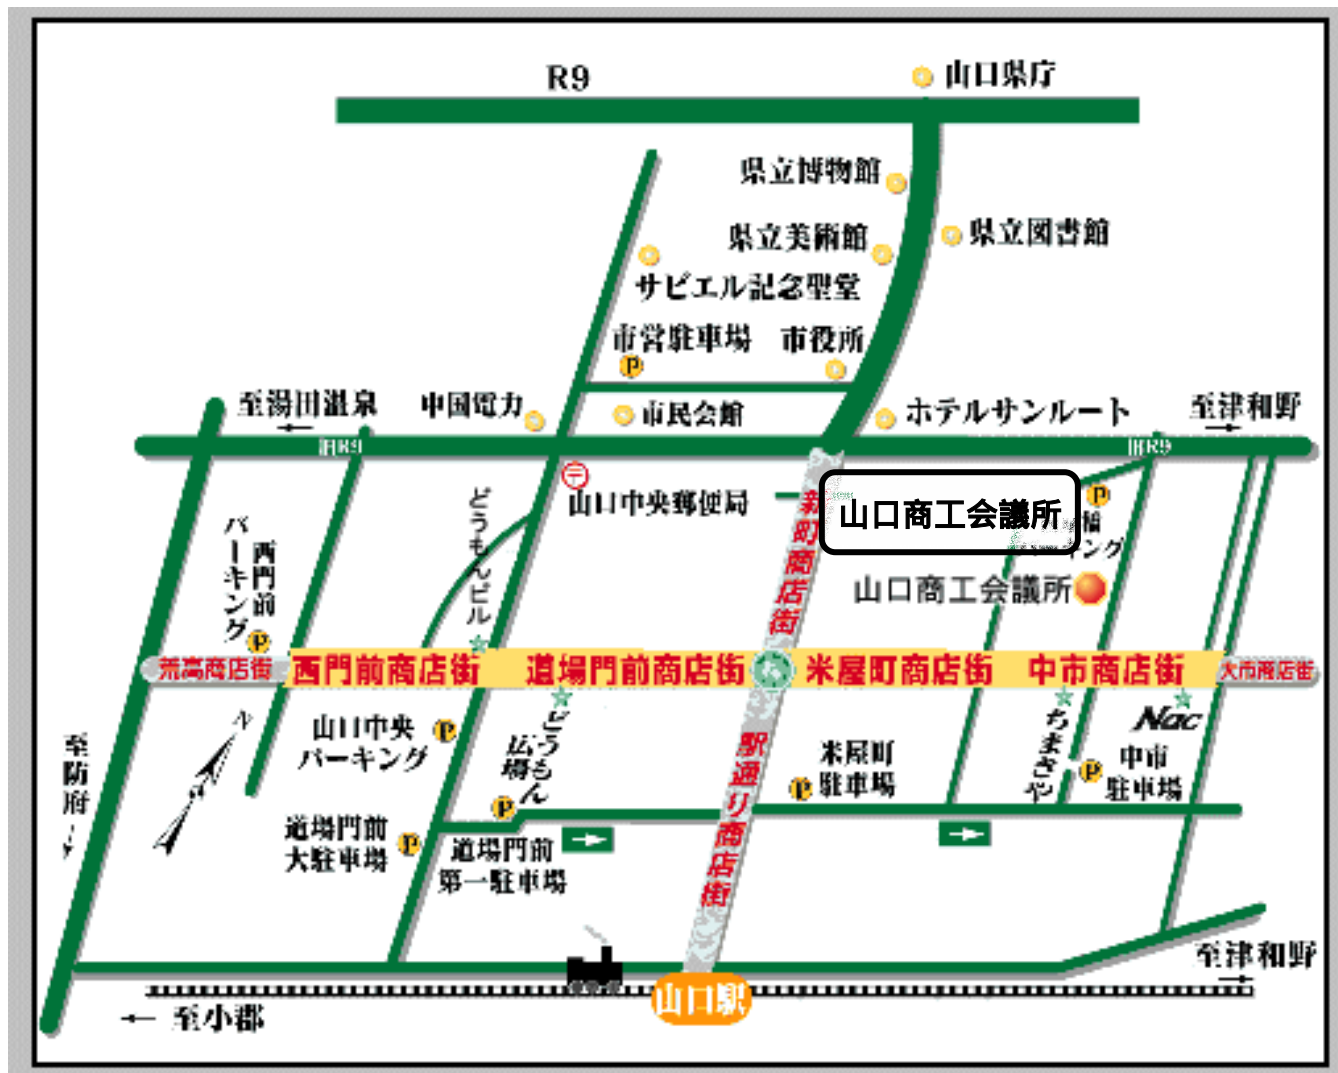 R9
山口県庁
県立博物館
県立美術館
県立図書館
サビエル記念聖堂
市営駐車場
市役所
P
至湯田温泉
中国電力
市民会館
ホテルサンルート
至津和野
旧R9
旧R9
〒
山口中央郵便局
山口商工会議所
P
ーキング
山口商工会議所
新町商店街
どうもんビル
西門前
パーキング
P
荒高商店街
西門前商店街
道場門前商店街
米屋町商店街
中市商店街
大市商店街
N
山口中央
パーキング
P
どうもん
広場
P
駅通り商店街
米屋町
駐車場
P
ちまきや
Nac
中市
駐車場
P
至防府
道場門前
大駐車場
P
道場門前
第一駐車場
至津和野
山口駅
至小郡